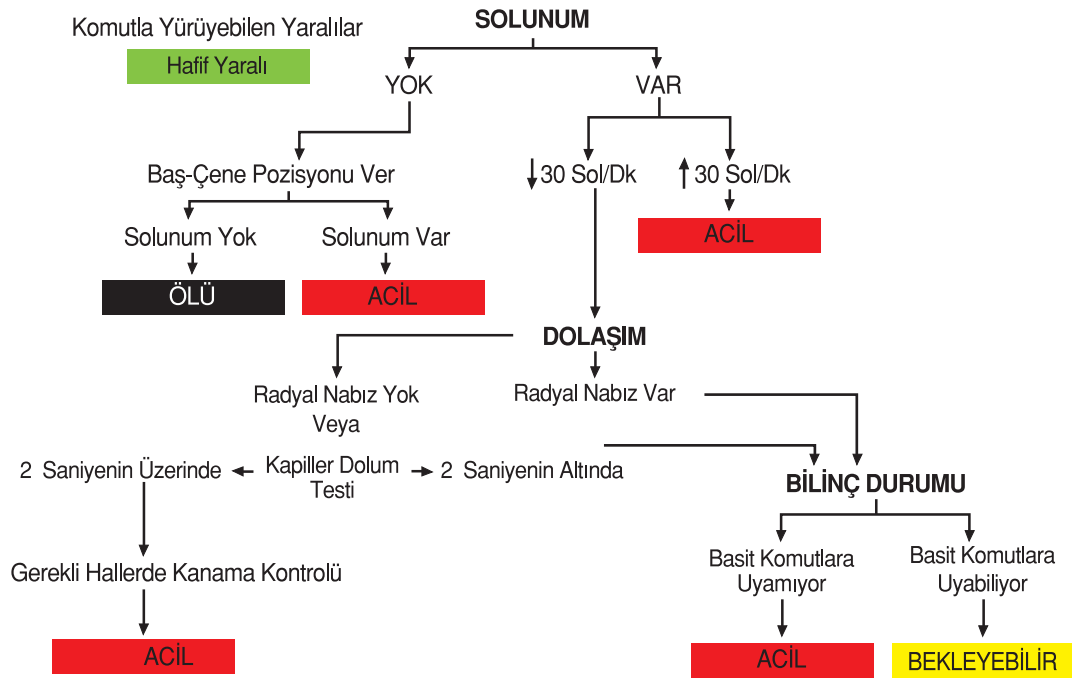 SOLUNUM
Komutla Yürüyebilen Yaralılar
Hafif Yaralı
YOK
VAR
Baş-Çene Pozisyonu Ver
30 Sol/Dk
30 Sol/Dk
ACİL
Solunum Yok
Solunum Var
ÖLÜ
ACİL
DOLAŞIM
Radyal Nabız Yok
Veya
Radyal Nabız Var
2 Saniyenin Üzerinde
Kapiller Dolum
Testi
2 Saniyenin Altında
BİLİNÇ DURUMU
Gerekli Hallerde Kanama Kontrolü
Basit Komutlara
Uyamıyor
Basit Komutlara
Uyabiliyor
ACİL
ACİL
BEKLEYEBİLİR